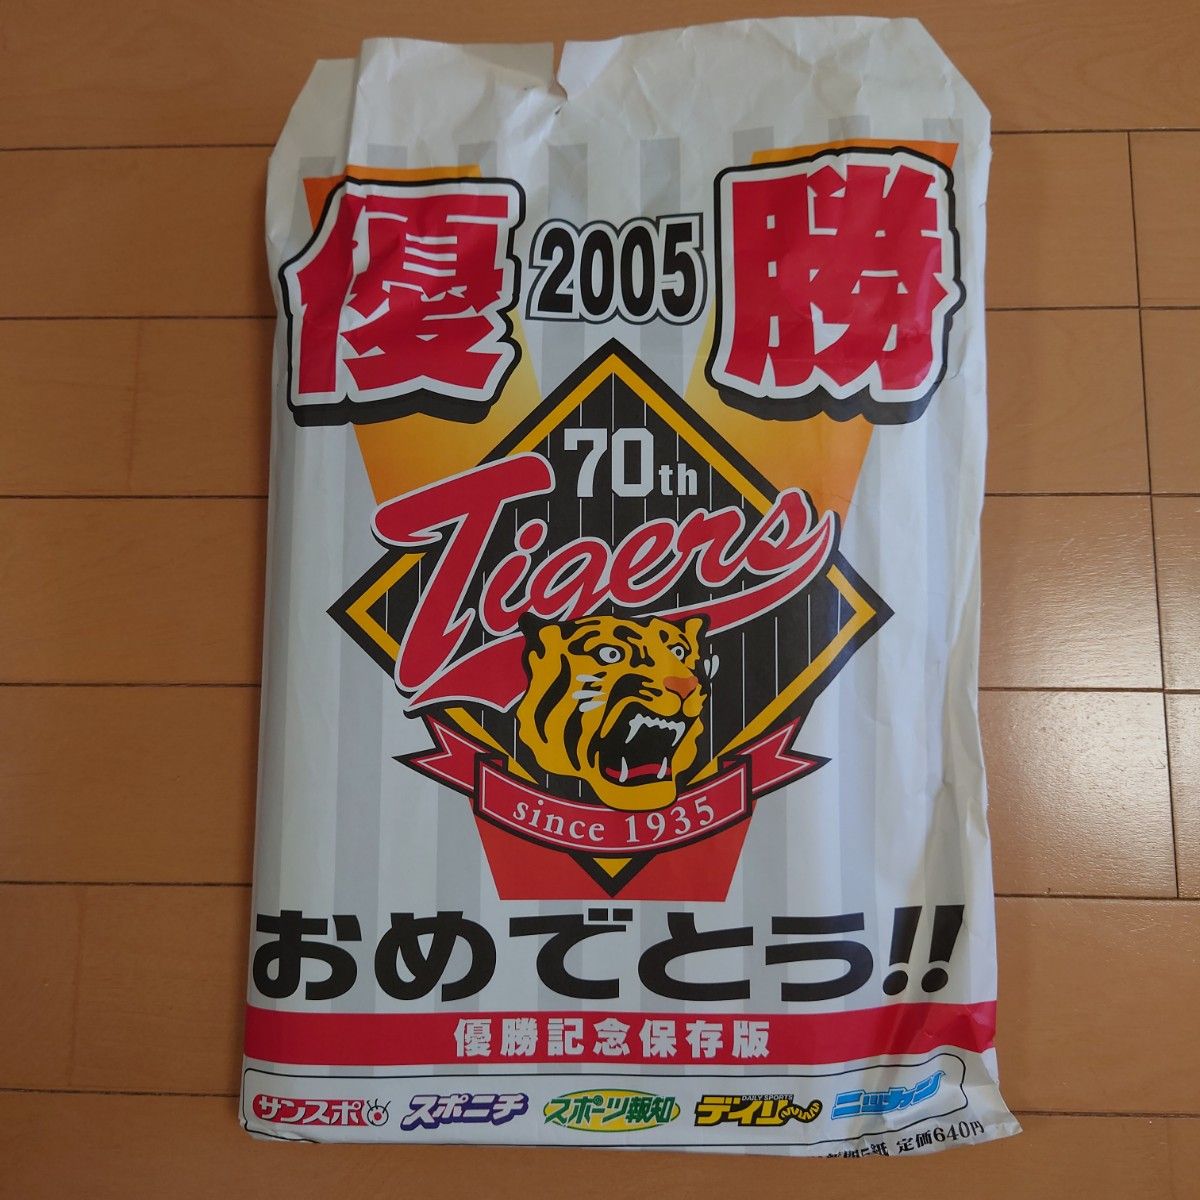 優 2005 勝
70th
Tigers
since 1935
おめでとう!!
優勝記念保存版
サンスポ スポニチ スポーツ報知 DAILY SPORTS デイリー ニッカン
紙 定価640円